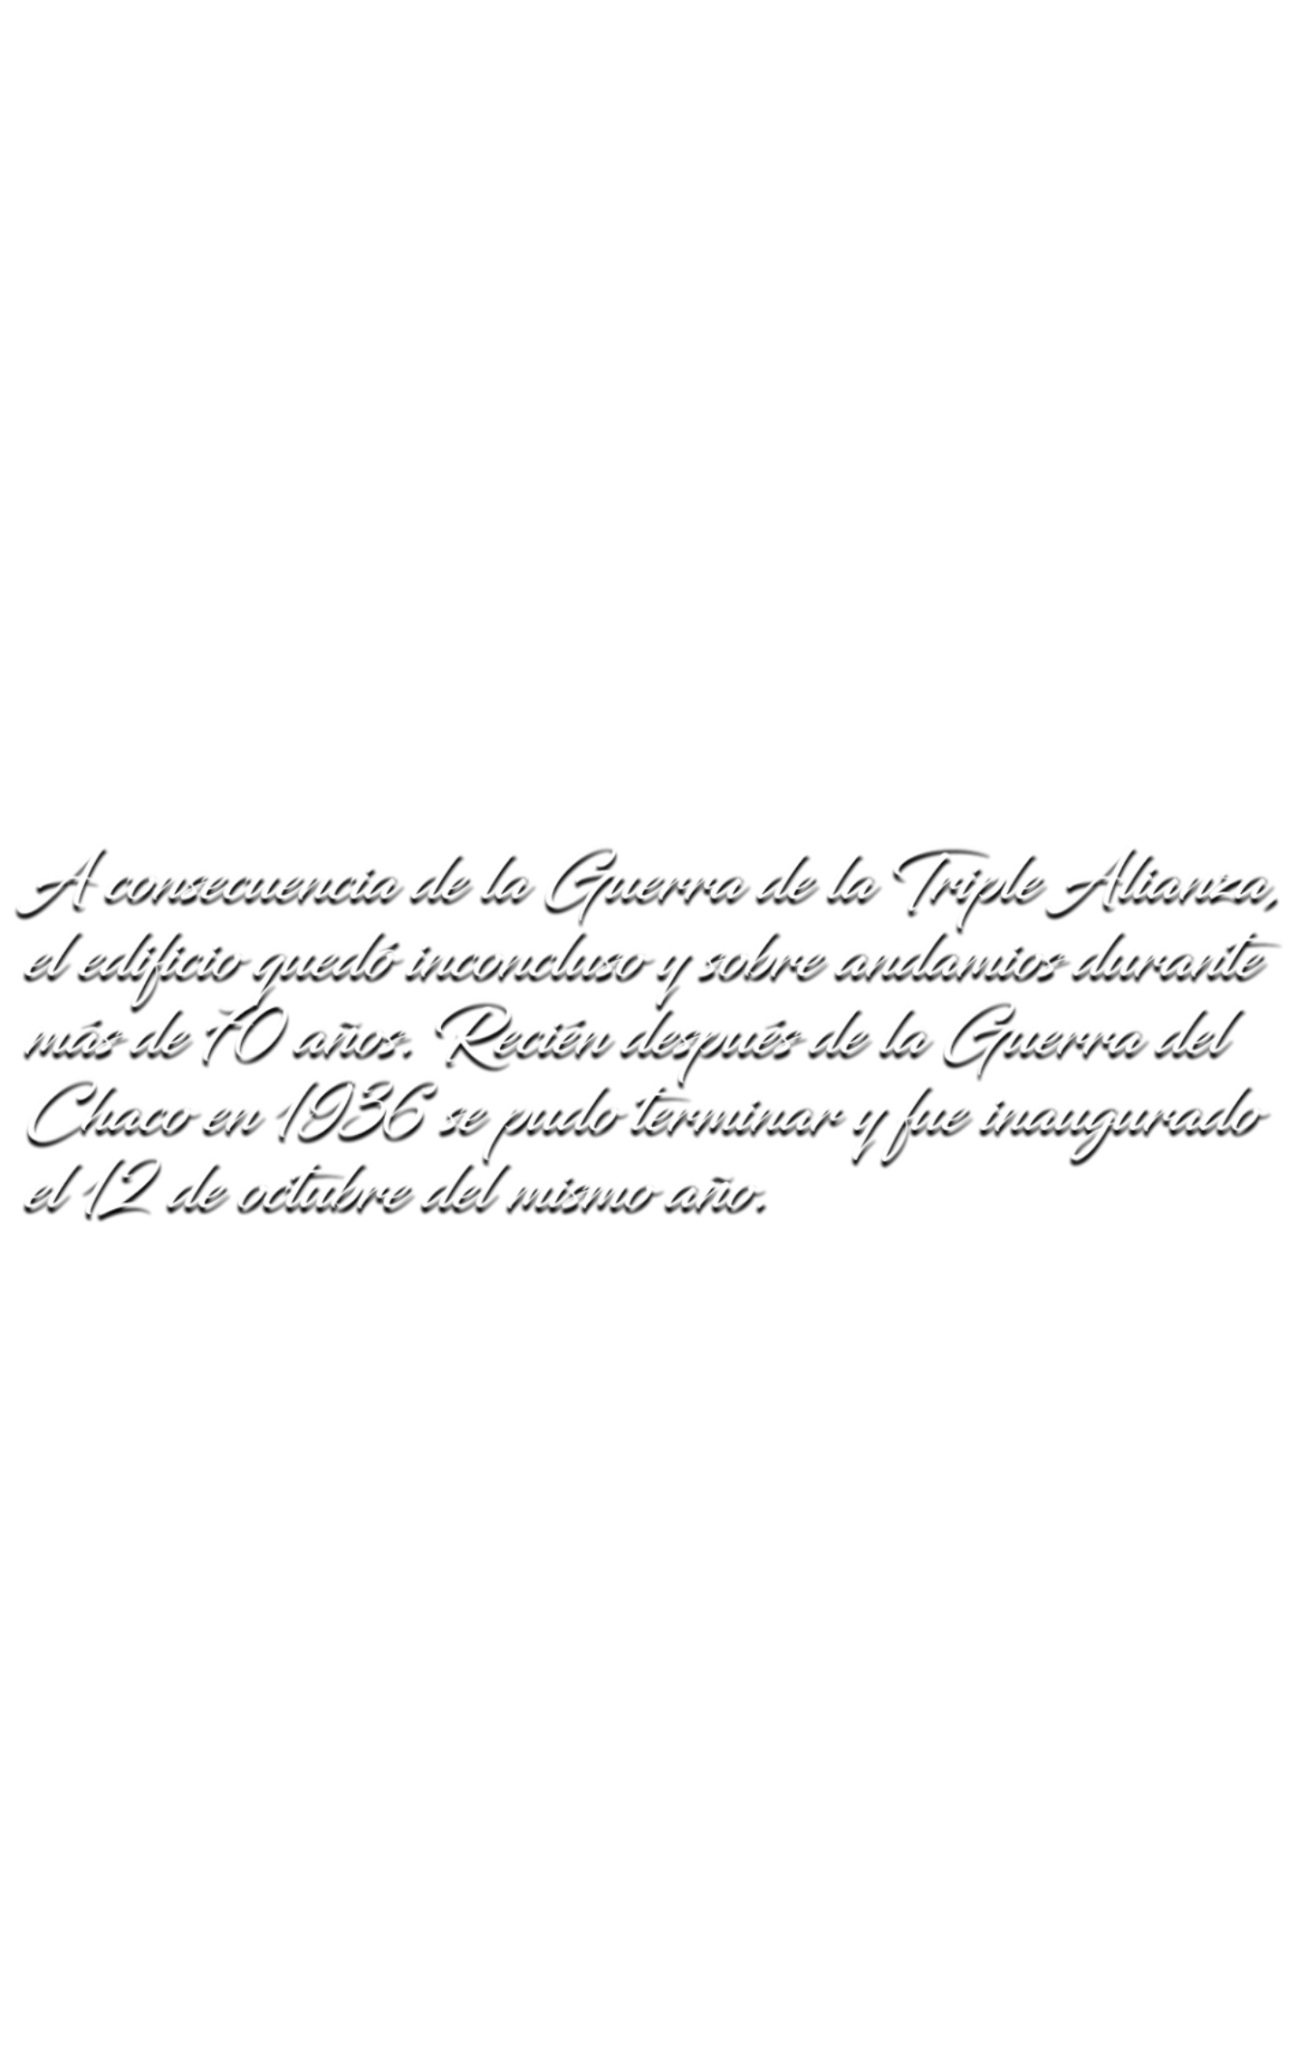 A consecuencia de la Guerra de la Triple Alianza,
el edificio quedó inconcluso y sobre andamios durante
más de 70 años. Recién después de la Guerra del
Chaco en 1936 se pudo terminar y fue inaugurado
el 12 de octubre del mismo año.